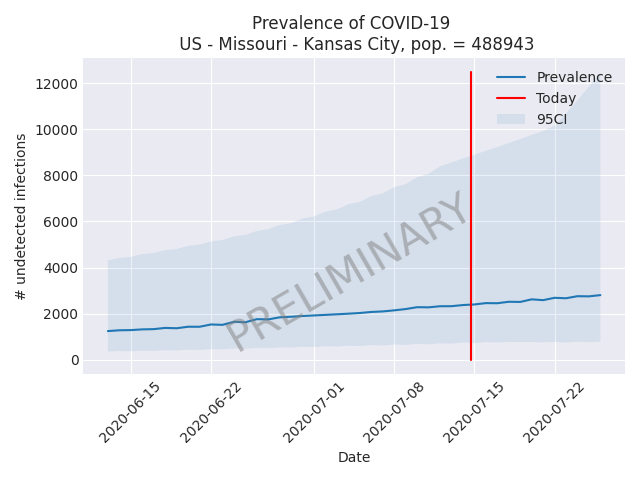 Prevalence of COVID-19
US - Missouri - Kansas City, pop. = 488943
Prevalence
Today
95CI
PRELIMINARY
# undetected infections
12000
10000
8000
6000
4000
2000
0
2020-06-15
2020-06-22
2020-07-01
2020-07-08
2020-07-15
2020-07-22
Date